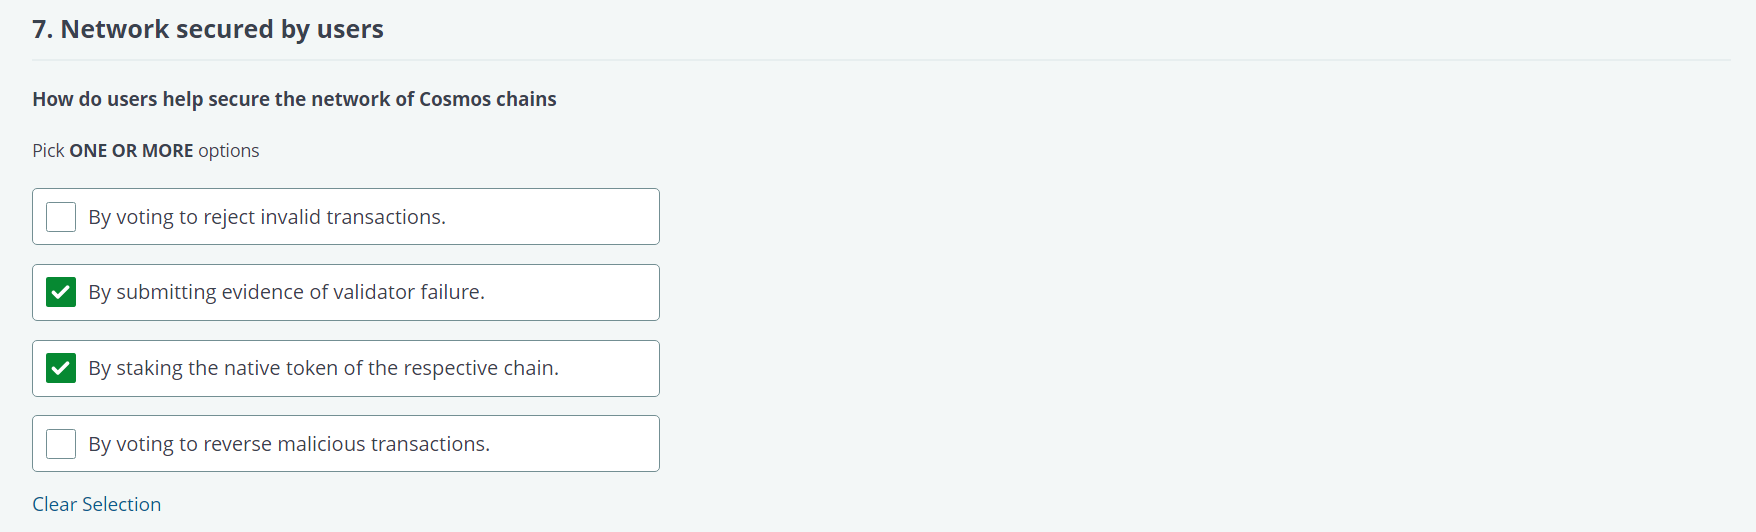 7. Network secured by users
How do users help secure the network of Cosmos chains
Pick ONE OR MORE options
By voting to reject invalid transactions.
By submitting evidence of validator failure.
By staking the native token of the respective chain.
By voting to reverse malicious transactions.
Clear Selection